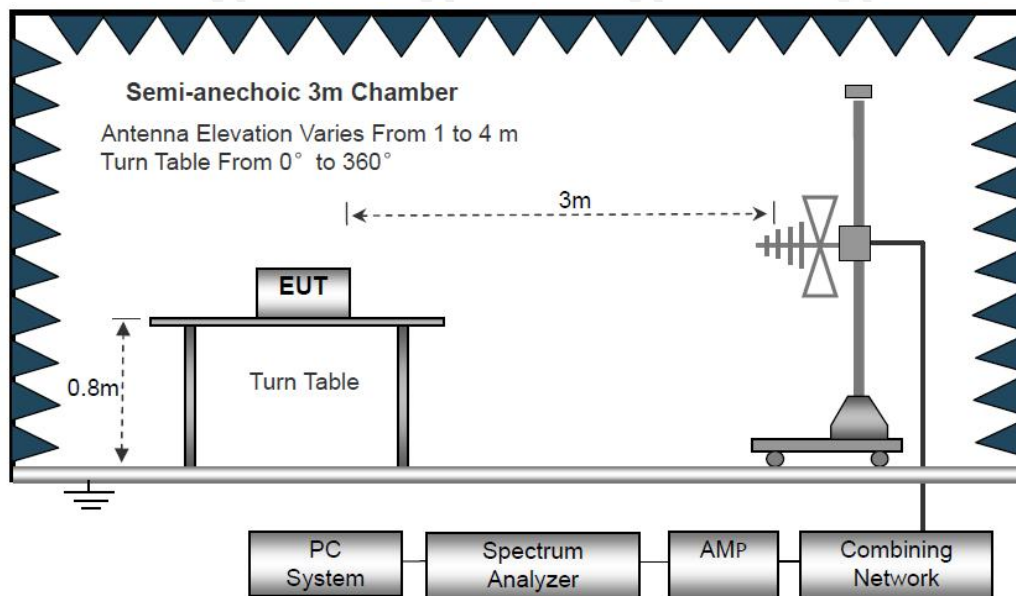 Semi-anechoic 3m Chamber
Antenna Elevation Varies From 1 to 4 m
Turn Table From 0° to 360°
3m
EUT
0.8m
Turn Table
PC
System
Spectrum
Analyzer
AMP
Combining
Network